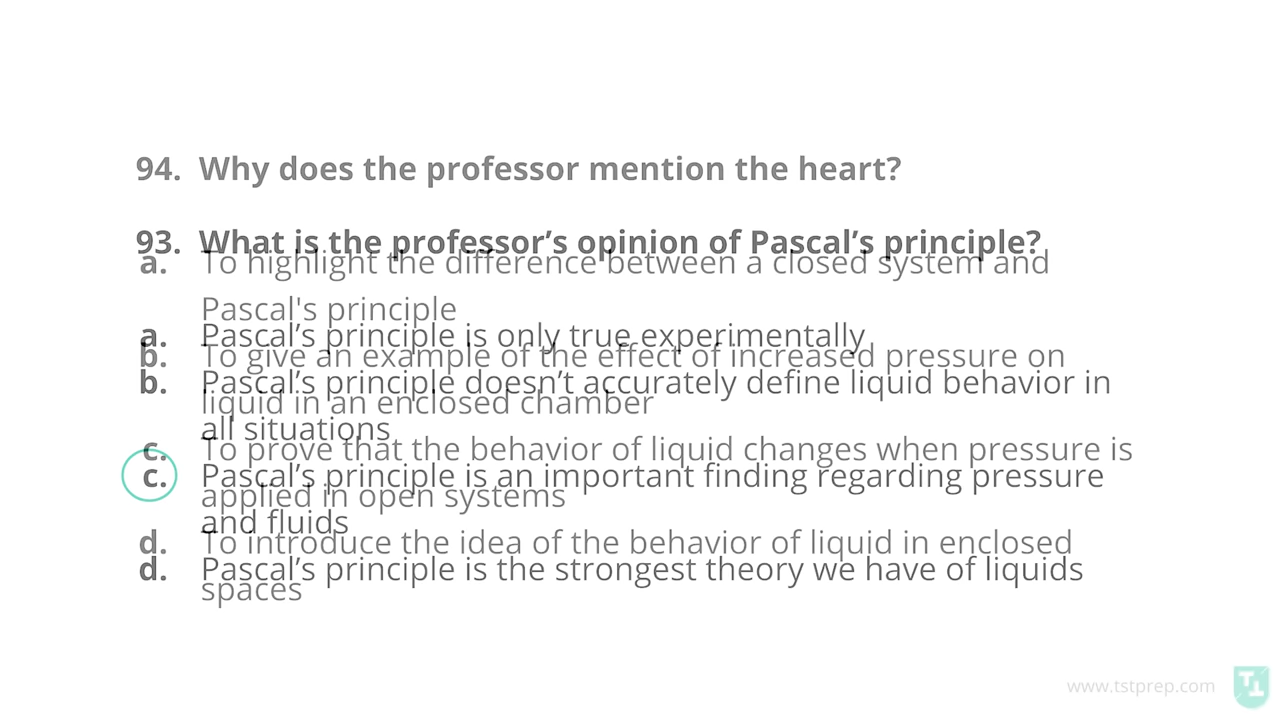 94. Why does the professor mention the heart?
93. What is the professor’s opinion of Pascal’s principle?
a. To highlight the difference between a closed system and
Pascal's principle
a. Pascal’s principle is only true experimentally
b. To give an example of the effect of increased pressure on
b. Pascal’s principle doesn’t accurately define liquid behavior in
liquid in an enclosed chamber
all situations
c. To prove that the behavior of liquid changes when pressure is
c. Pascal’s principle is an important finding regarding pressure
applied in open systems
and fluids
d. To introduce the idea of the behavior of liquid in enclosed
d. Pascal’s principle is the strongest theory we have of liquids
spaces
www.tstprep.com